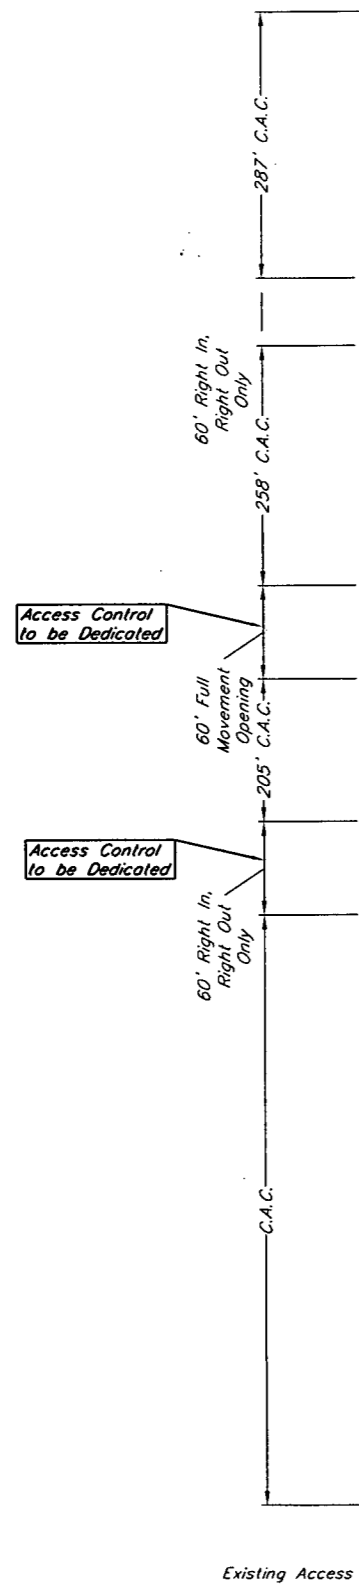 287' C.A.C.
60' Right In,
Right Out
Only
258' C.A.C.
Access Control
to be Dedicated
60' Full
Movement
Opening
205' C.A.C.
Access Control
to be Dedicated
60' Right In,
Right Out
Only
C.A.C.
Existing Access